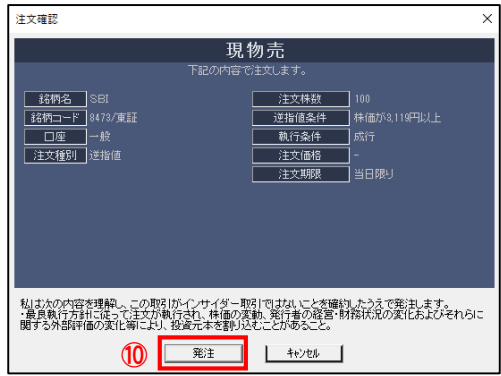 注文確認
現物売
下記の内容で注文します。
銘柄名 SBI
銘柄コード 8473/東証
口座 一般
注文種別 逆指値
注文株数 100
逆指値条件 株価が3,119円以上
執行条件 成行
注文価格 -
注文期限 当日限り
私は次の内容を理解し、この取引がインサイダー取引ではないことを確認したうえで発注します。
・最良執行方針に従って注文が執行され、株価の変動、発行者の経営・財務状況の変化およびそれらに
関する外部評価の変化等により、投資元本を割り込むことがあること。
⑩ 発注 キャンセル